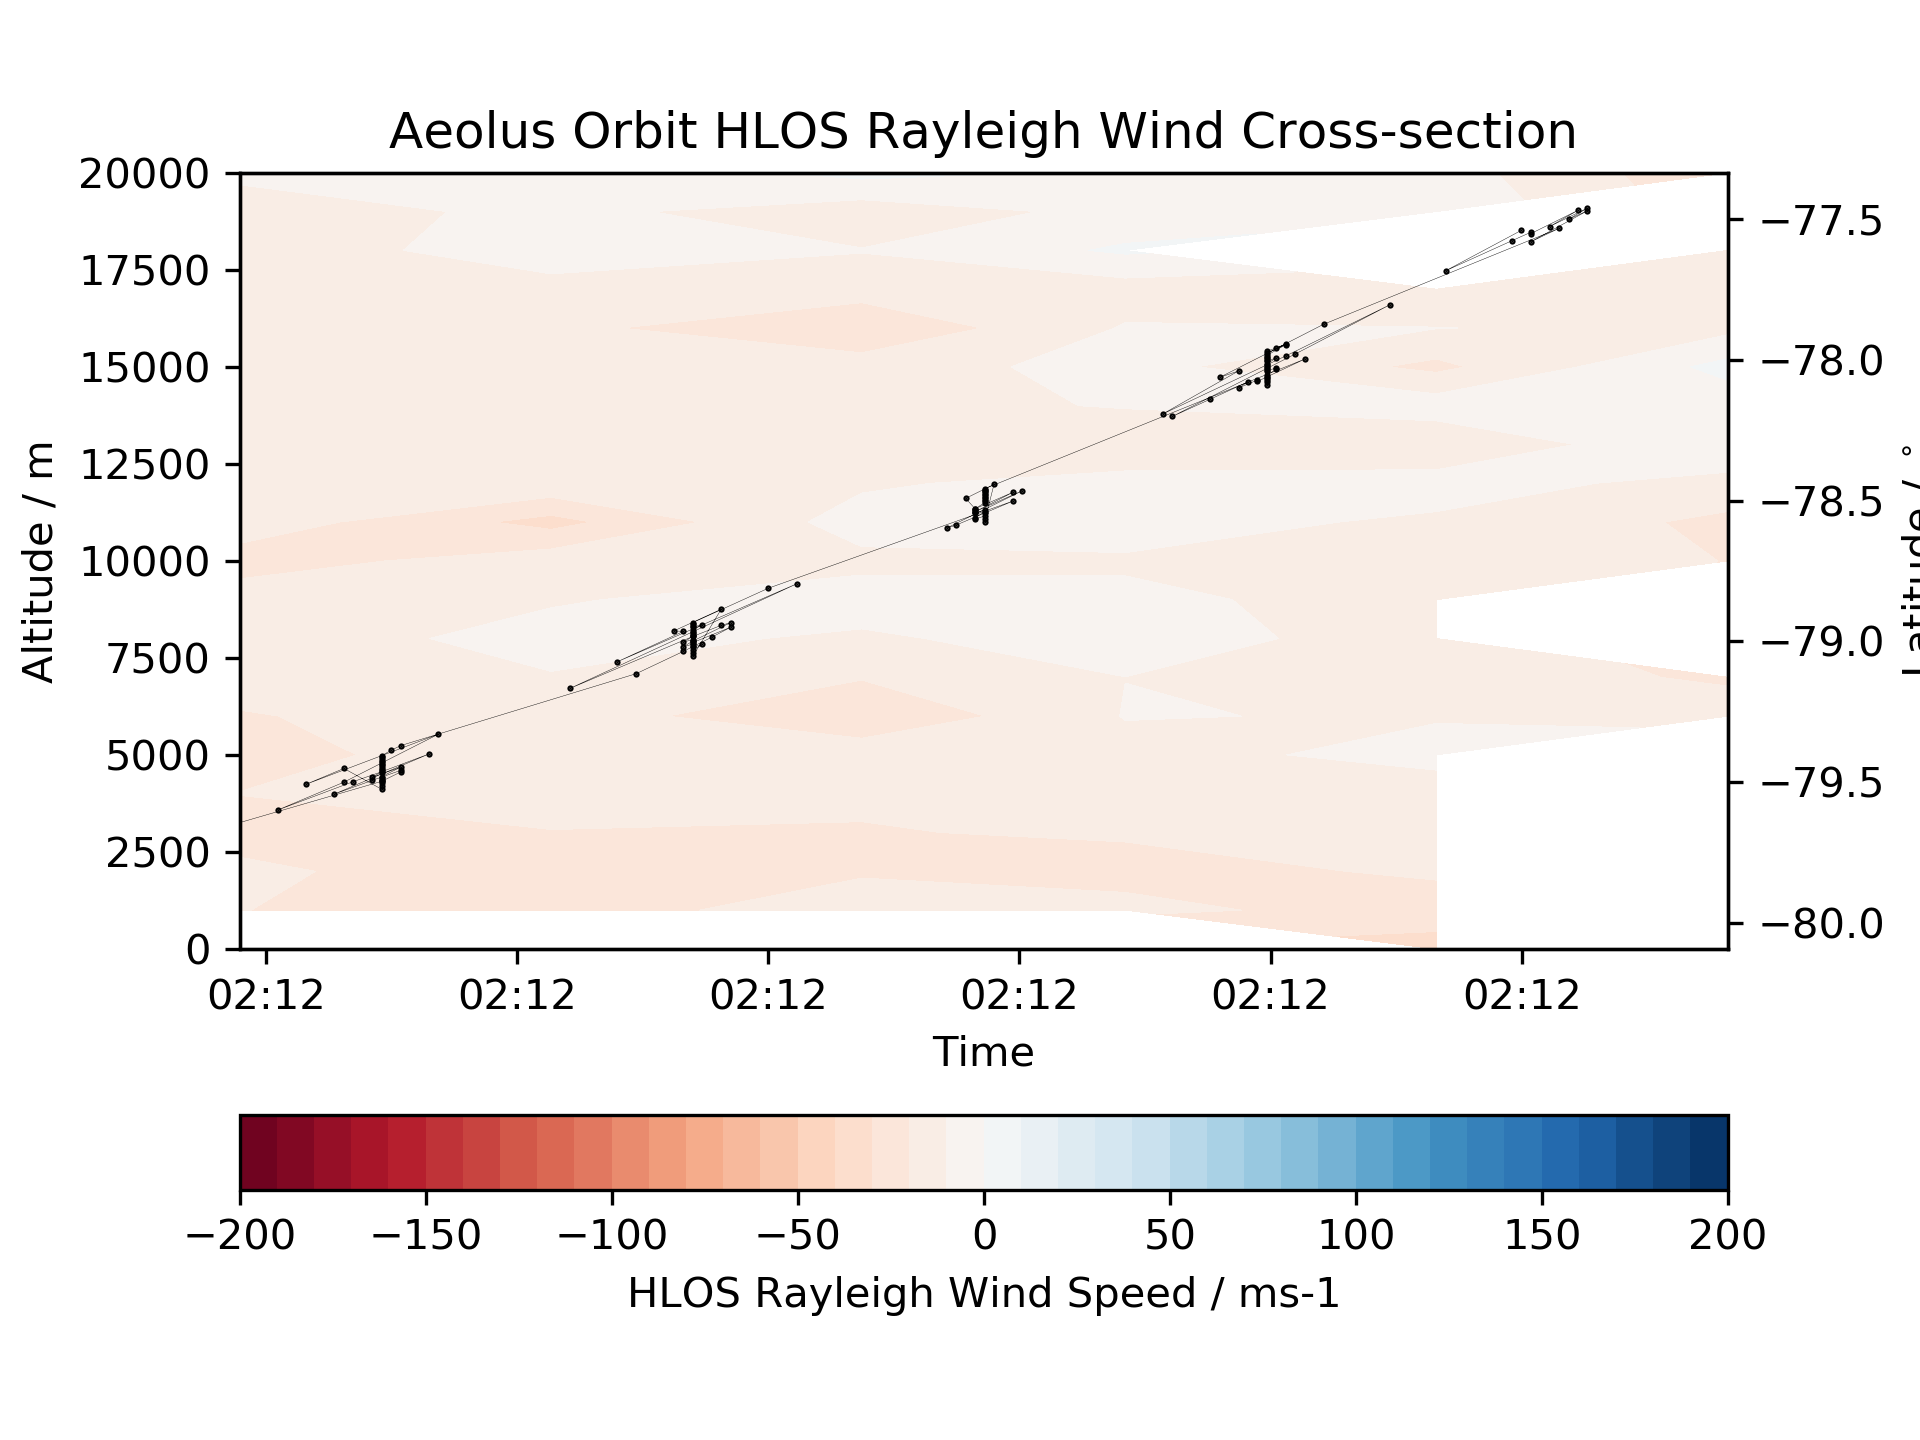 Aeolus Orbit HLOS Rayleigh Wind Cross-section
20000
17500
15000
12500
10000
7500
5000
2500
0
Altitude / m
−77.5
−78.0
−78.5
−79.0
−79.5
−80.0
Latitude / °
02:12 02:12 02:12 02:12 02:12 02:12
Time
−200 −150 −100 −50 0 50 100 150 200
HLOS Rayleigh Wind Speed / ms-1